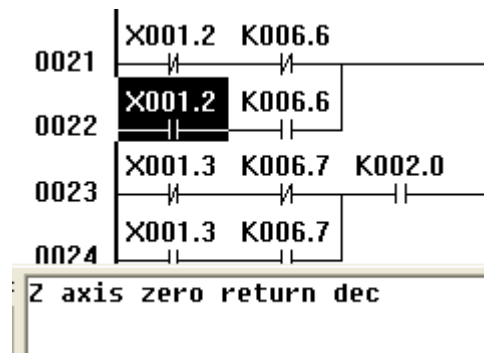 X001.2 K006.6
0021
X001.2 K006.6
0022
X001.3 K006.7 K002.0
0023
X001.3 K006.7
0024
Z axis zero return dec